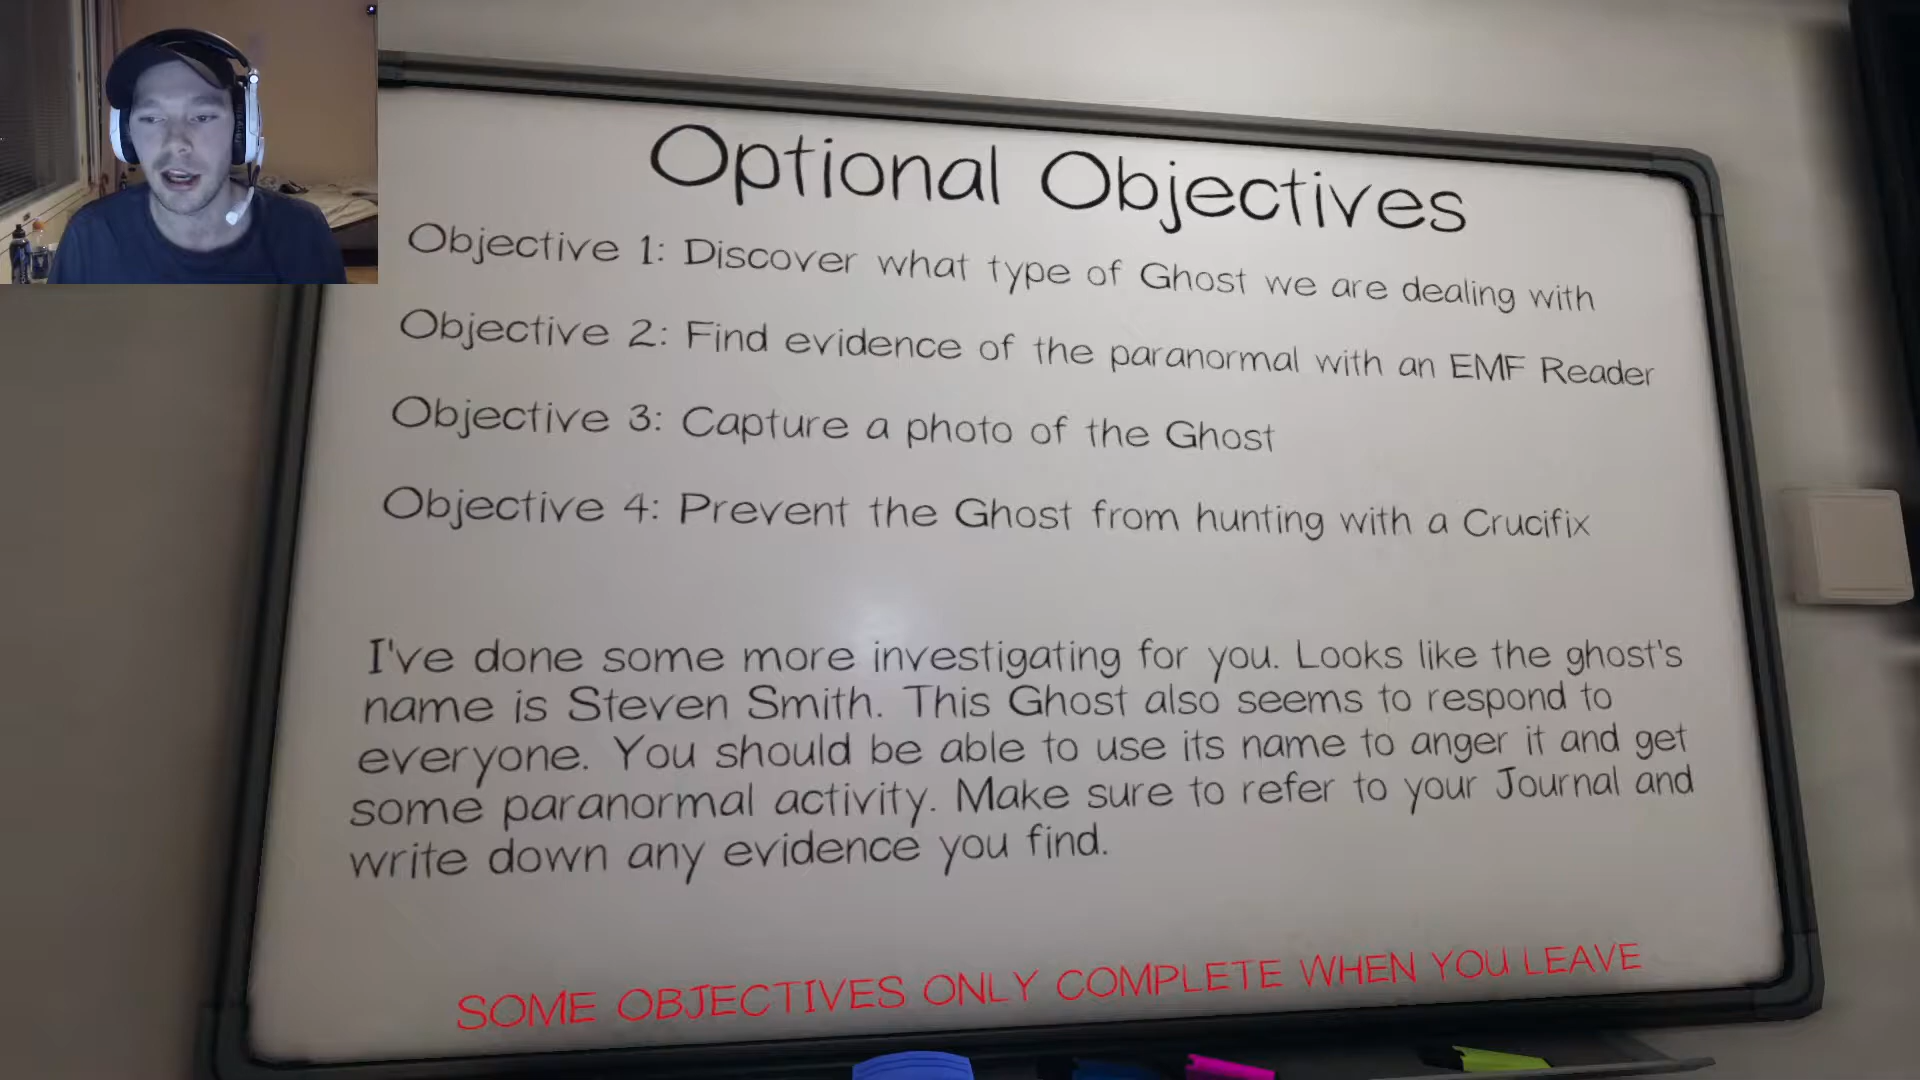 Optional Objectives
Objective 1: Discover what type of Ghost we are dealing with
Objective 2: Find evidence of the paranormal with an EMF Reader
Objective 3: Capture a photo of the Ghost
Objective 4: Prevent the Ghost from hunting with a Crucifix
I've done some more investigating for you. Looks like the ghost's
name is Steven Smith. This Ghost also seems to respond to
everyone. You should be able to use its name to anger it and get
some paranormal activity. Make sure to refer to your Journal and
write down any evidence you find.
SOME OBJECTIVES ONLY COMPLETE WHEN YOU LEAVE